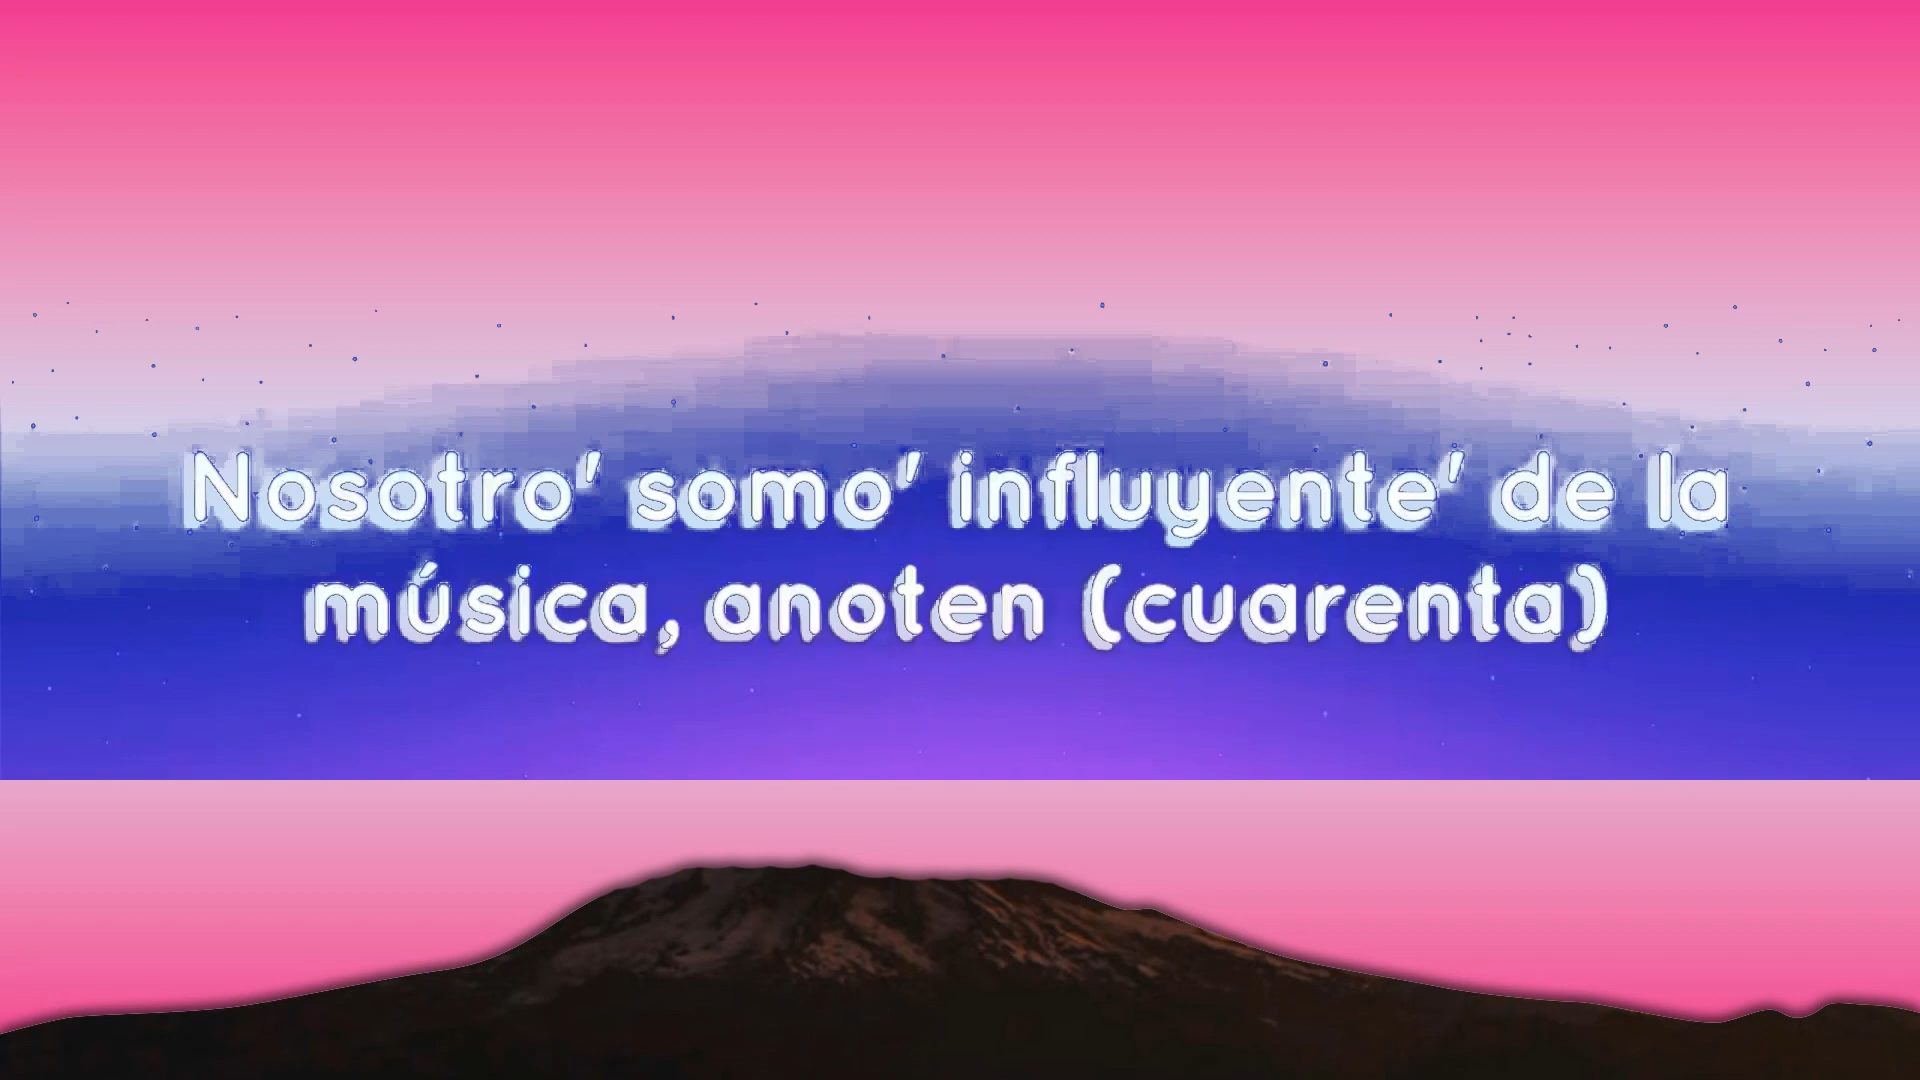 Nosotro' somo' influyente' de la
música, anoten (cuarenta)